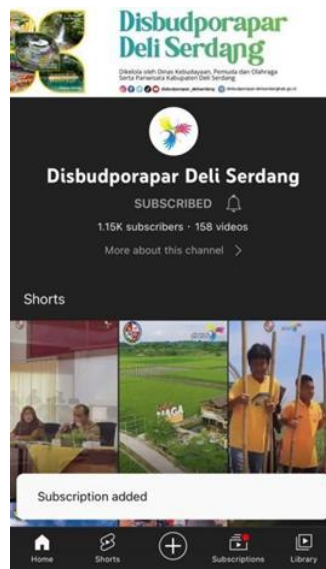 Disbudporapar
Deli Serdang
Dikelola oleh Dinas Kebudayaan, Pemuda dan Olahraga
Serta Pariwisata Kabupaten Deli Serdang
Disbudporapar Deli Serdang
SUBSCRIBED
1.15K subscribers · 158 videos
More about this channel >
Shorts
Subscription added
Home
Shorts
Subscriptions
Library